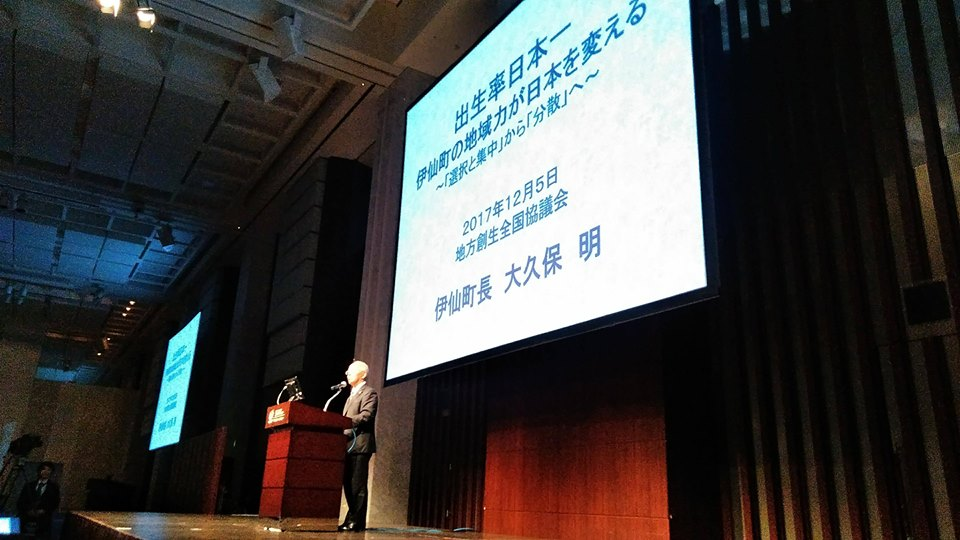 出生率日本一
伊仙町の地域力が日本を変える
～「選択と集中」から「分散」へ～
2017年12月5日
地方創生全国協議会
伊仙町長 大久保 明